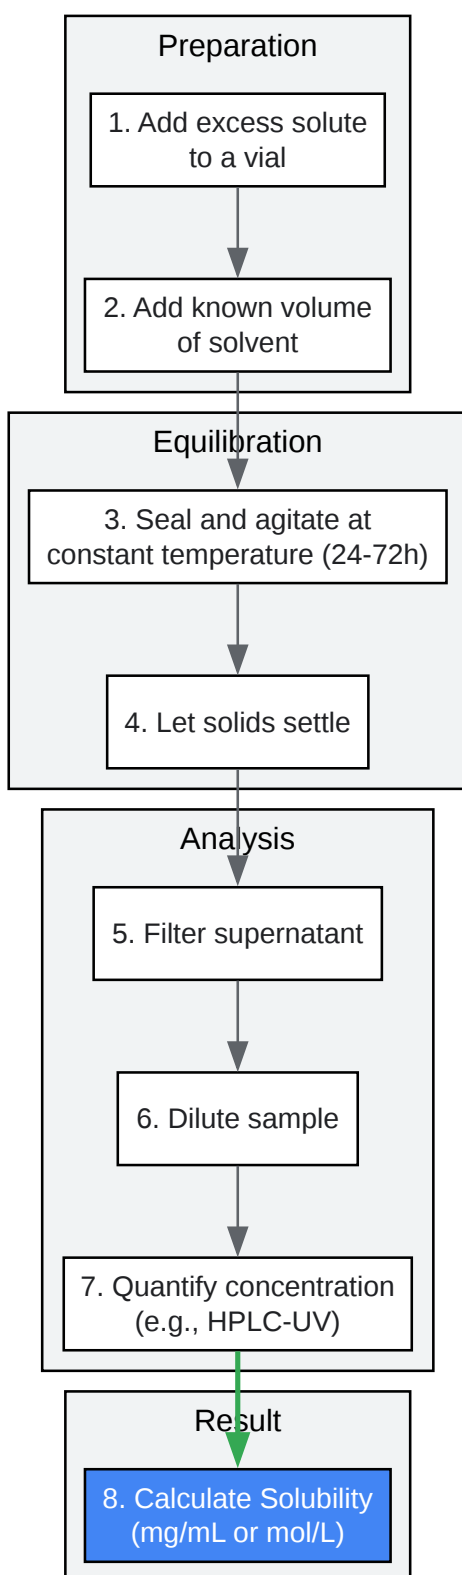 Preparation
1. Add excess solute
to a vial
2. Add known volume
of solvent
Equilibration
3. Seal and agitate at
constant temperature (24-72h)
4. Let solids settle
Analysis
5. Filter supernatant
6. Dilute sample
7. Quantify concentration
(e.g., HPLC-UV)
Result
8. Calculate Solubility
(mg/mL or mol/L)